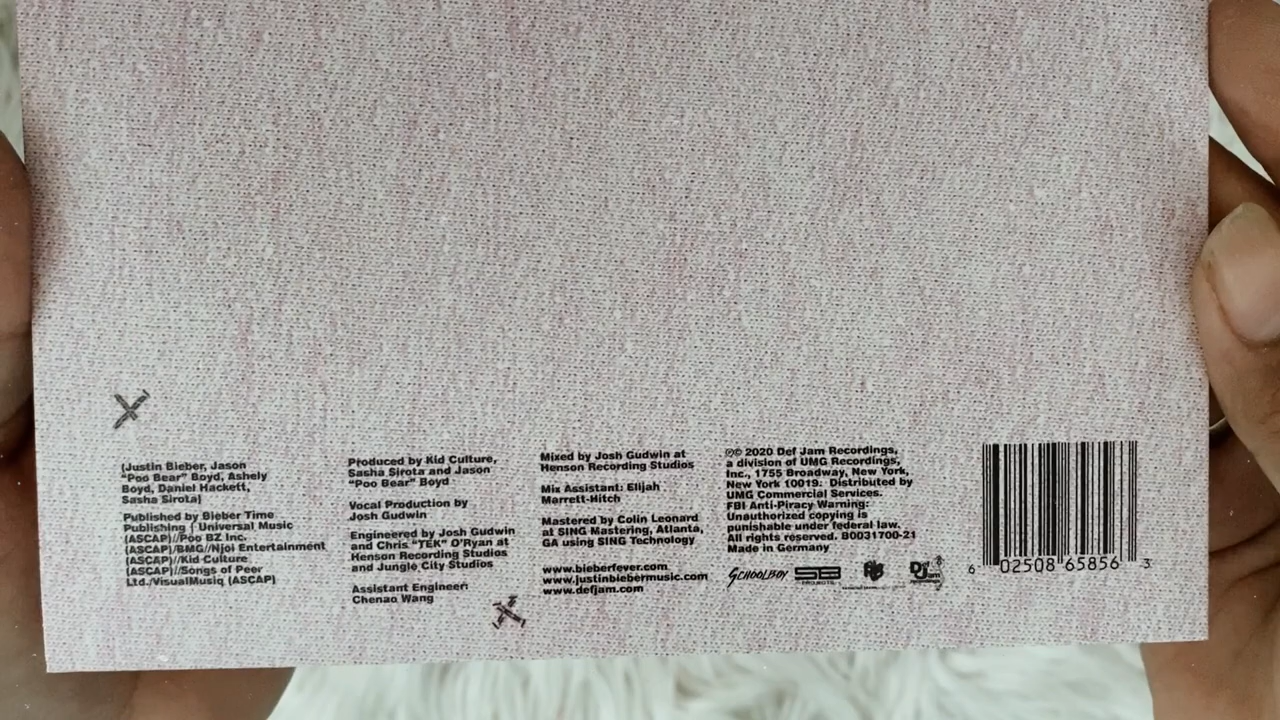 (Justin Bieber, Jason
"Poo Bear" Boyd, Ashely
Boyd, Daniel Hackett,
Sasha Sirota)
Published by Bieber Time
Publishing | Universal Music
(ASCAP)//Poo BZ Inc.
(ASCAP)/BMG//Njoi Entertainment
(ASCAP)//Kid Culture
(ASCAP)//Songs of Peer
Ltd./VisualMusiq (ASCAP)
Produced by Kid Culture,
Sasha Sirota and Jason
"Poo Bear" Boyd
Vocal Production by
Josh Gudwin
Engineered by Josh Gudwin
and Chris "TEK" O'Ryan at
Henson Recording Studios
and Jungle City Studios
Assistant Engineer:
Chenao Wang
Mixed by Josh Gudwin at
Henson Recording Studios
Mix Assistant: Elijah
Marrett-Hitch
Mastered by Colin Leonard
at SING Mastering, Atlanta,
GA using SING Technology
www.bieberfever.com
www.justinbiebermusic.com
www.defjam.com
℗© 2020 Def Jam Recordings,
a division of UMG Recordings,
Inc., 1755 Broadway, New York,
New York 10019. Distributed by
UMG Commercial Services.
FBI Anti-Piracy Warning:
Unauthorized copying is
punishable under federal law.
All rights reserved. B0031700-21
Made in Germany
SCHOOLBOY
SB PROJECTS
Def Jam
6 02508 65856 3